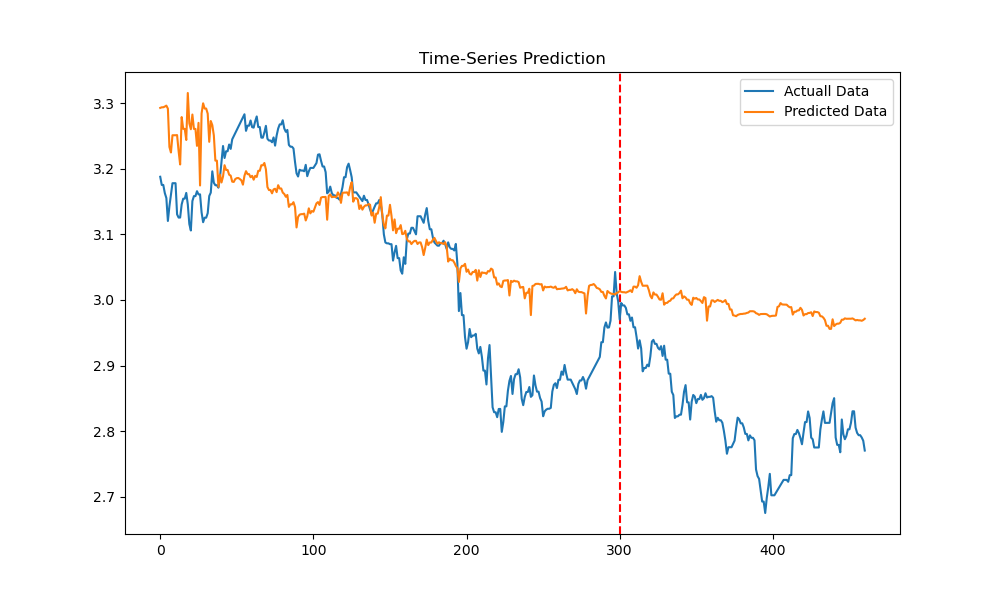 Time-Series Prediction
Actuall Data
Predicted Data
3.3
3.2
3.1
3.0
2.9
2.8
2.7
0 100 200 300 400